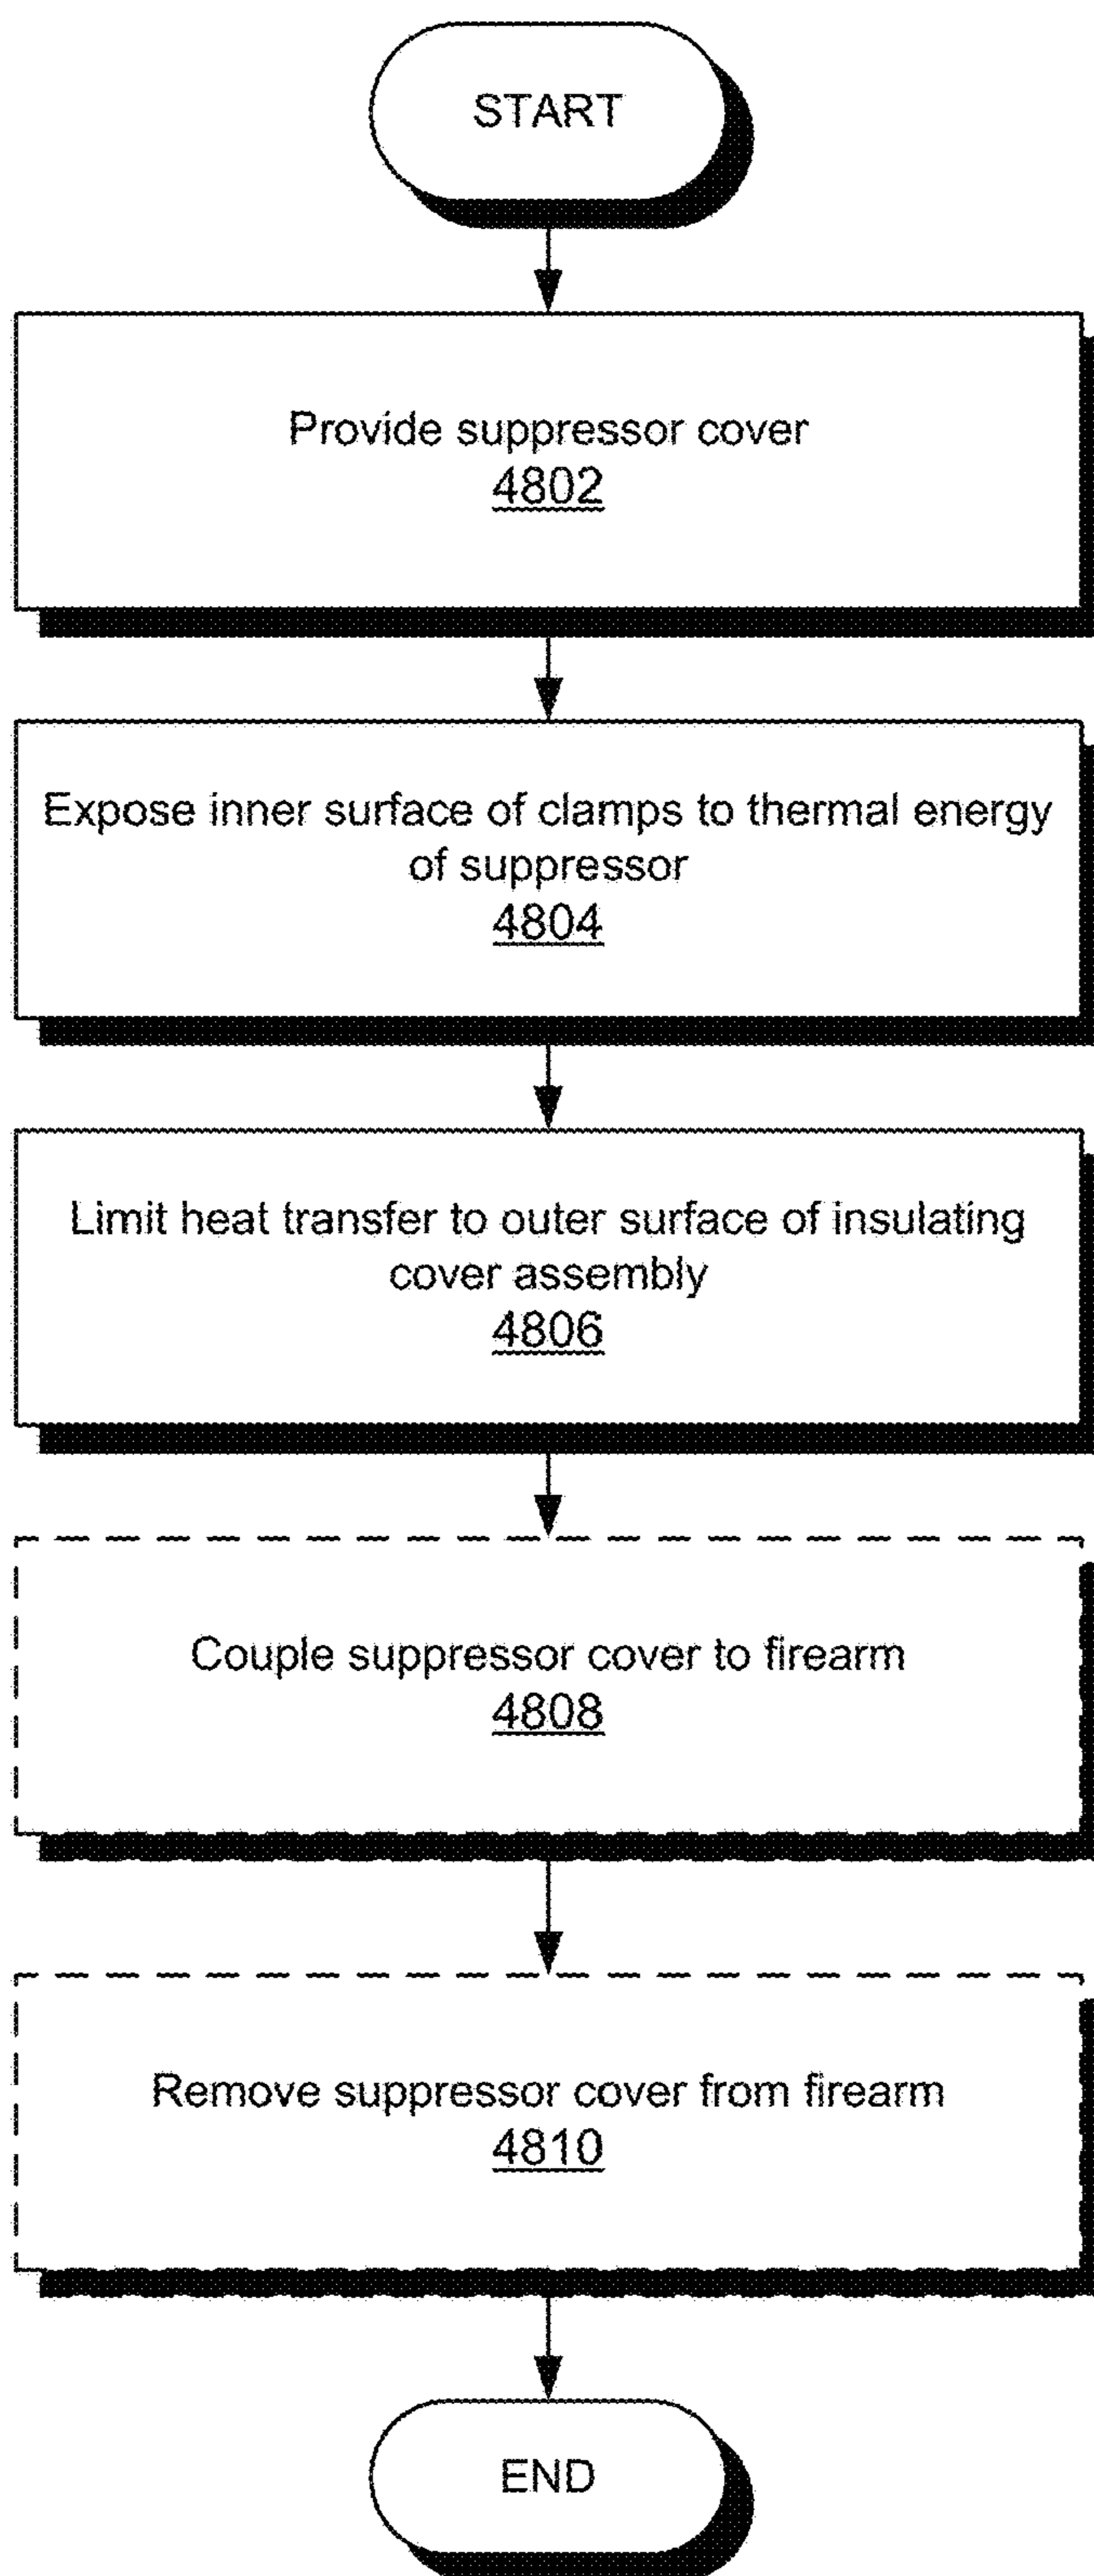 START
Provide suppressor cover
4802
Expose inner surface of clamps to thermal energy
of suppressor
4804
Limit heat transfer to outer surface of insulating
cover assembly
4806
Couple suppressor cover to firearm
4808
Remove suppressor cover from firearm
4810
END